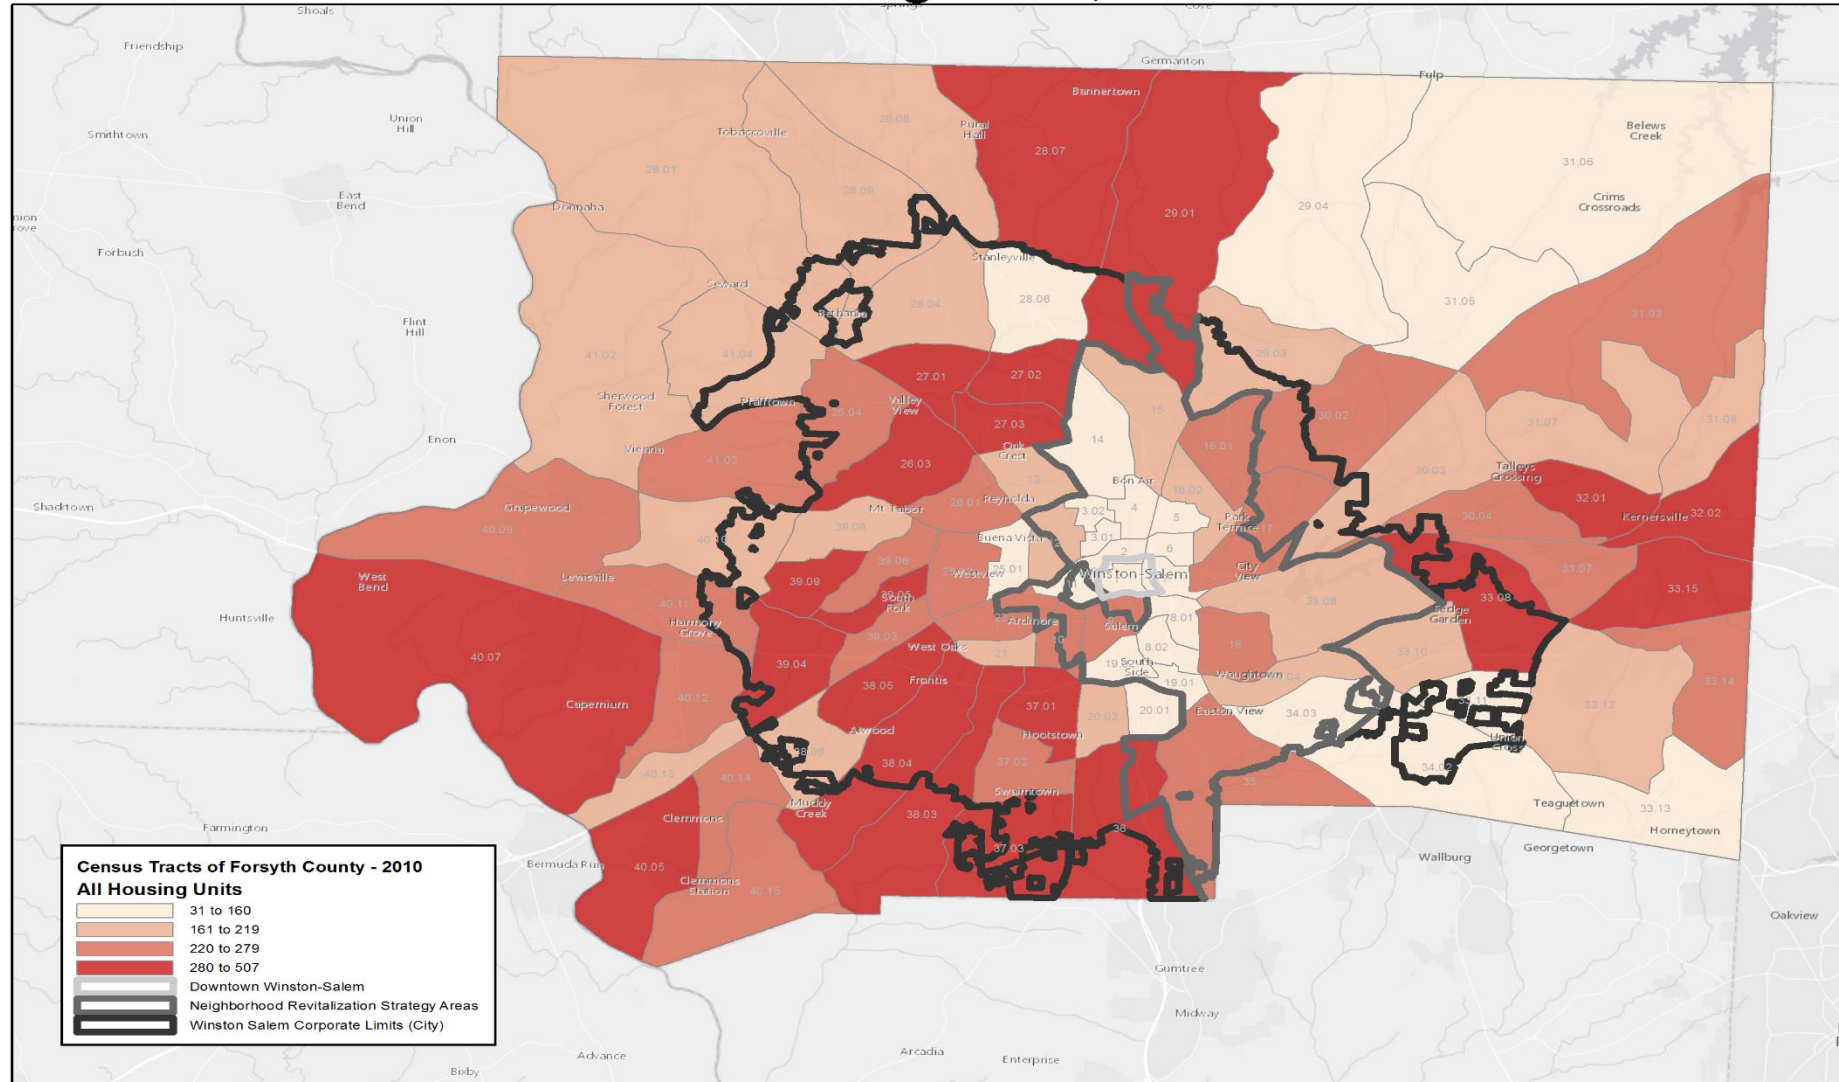 Shoals
Friendship
Germanton
Fulp
Bannertown
Union
Hill
28.08
Rural
Hall
Tobaccoville
Smithtown
Belews
Creek
28.07
31.06
28.01
East
Bend
28.09
Crims
Crossroads
Donnaha
29.04
29.01
Forbush
Stanleyville
Seward
28.04
28.06
31.05
Bethania
31.03
Flint
Hill
41.02
41.04
29.03
27.01
27.02
Sherwood
Forest
Pfafftown
Valley
View
26.04
15
30.02
31.07
31.08
27.03
Enon
Vienna
14
16.01
41.03
Oak
Crest
26.03
13
30.03
Talleys
Crossing
Bon Air
16.02
Reynolda
26.01
32.01
Shacktown
Grapewood
Mt Tabor
3.02
4
5
Park
Terrace
17
30.04
Kernersville
32.02
40.09
39.08
Buena Vista
3.01
2
6
39.06
Westview
25.01
Winston-Salem
City
View
33.07
33.15
West
Bend
Lewisville
39.09
39.05
South
Fork
33.09
33.08
Sedge
Garden
Huntsville
40.11
Harmony
Grove
39.03
Ardmore
Salem
8.01
10
18
33.10
West Oaks
21
8.02
40.07
39.04
South
Side
Waughtown
33.14
Frontis
38.05
19.01
40.12
Capernium
37.01
20.02
20.01
Easton View
34.03
33.11
33.12
Atwood
Hootstown
Union
Cross
38.04
37.02
34.02
40.13
40.14
35
Swaimtown
Muddy
Creek
Teaguetown
33.13
Clemmons
38.03
Horneytown
Farmington
36
37.03
Georgetown
Wallburg
Bermuda Run
40.05
Clemmons
Station
40.15
Oakview
Gumtree
Midway
Arcadia
Enterprise
Advance
Bixby
Census Tracts of Forsyth County - 2010
All Housing Units
31 to 160
161 to 219
220 to 279
280 to 507
Downtown Winston-Salem
Neighborhood Revitalization Strategy Areas
Winston Salem Corporate Limits (City)